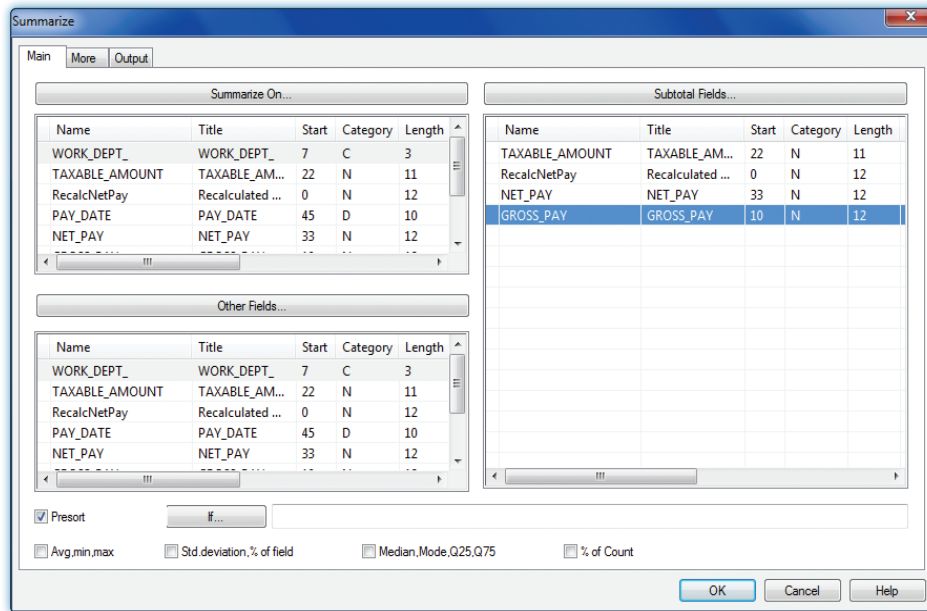 Summarize
Main More Output
Summarize On...
Name Title Start Category Length
WORK_DEPT_ WORK_DEPT_ 7 C 3
TAXABLE_AMOUNT TAXABLE_AM... 22 N 11
RecalcNetPay Recalculated ... 0 N 12
PAY_DATE PAY_DATE 45 D 10
NET_PAY NET_PAY 33 N 12
Other Fields...
Name Title Start Category Length
WORK_DEPT_ WORK_DEPT_ 7 C 3
TAXABLE_AMOUNT TAXABLE_AM... 22 N 11
RecalcNetPay Recalculated ... 0 N 12
PAY_DATE PAY_DATE 45 D 10
NET_PAY NET_PAY 33 N 12
Subtotal Fields...
Name Title Start Category Length
TAXABLE_AMOUNT TAXABLE_AM... 22 N 11
RecalcNetPay Recalculated ... 0 N 12
NET_PAY NET_PAY 33 N 12
GROSS_PAY GROSS_PAY 10 N 12
Presort If...
Avg,min,max Std.deviation,% of field Median,Mode,Q25,Q75 % of Count
OK Cancel Help